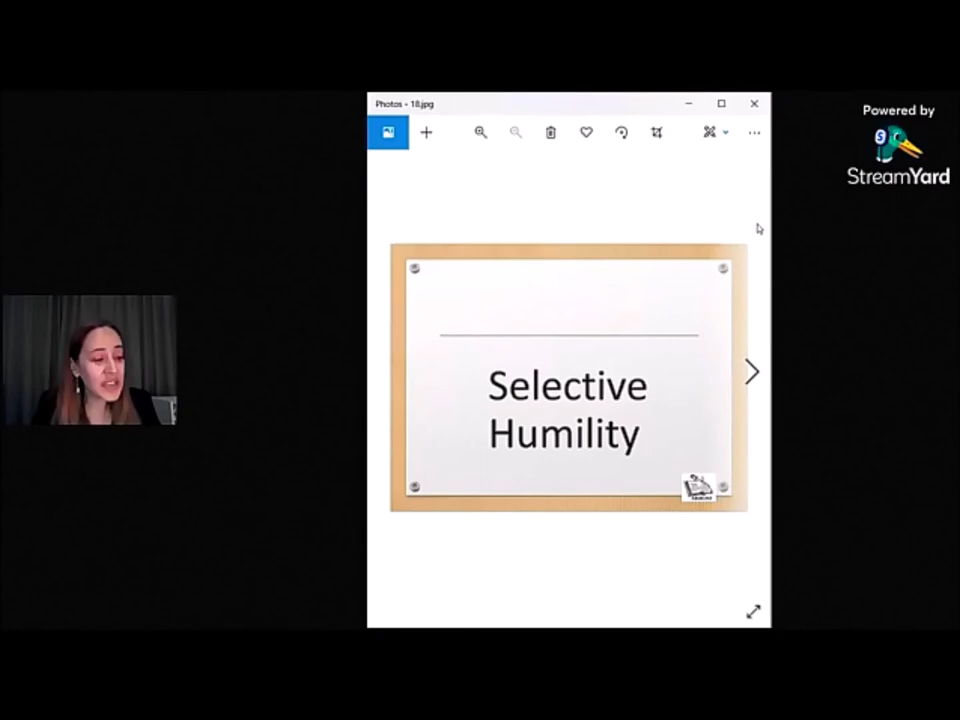 Photos - 18.jpg
Powered by
StreamYard
Selective
Humility